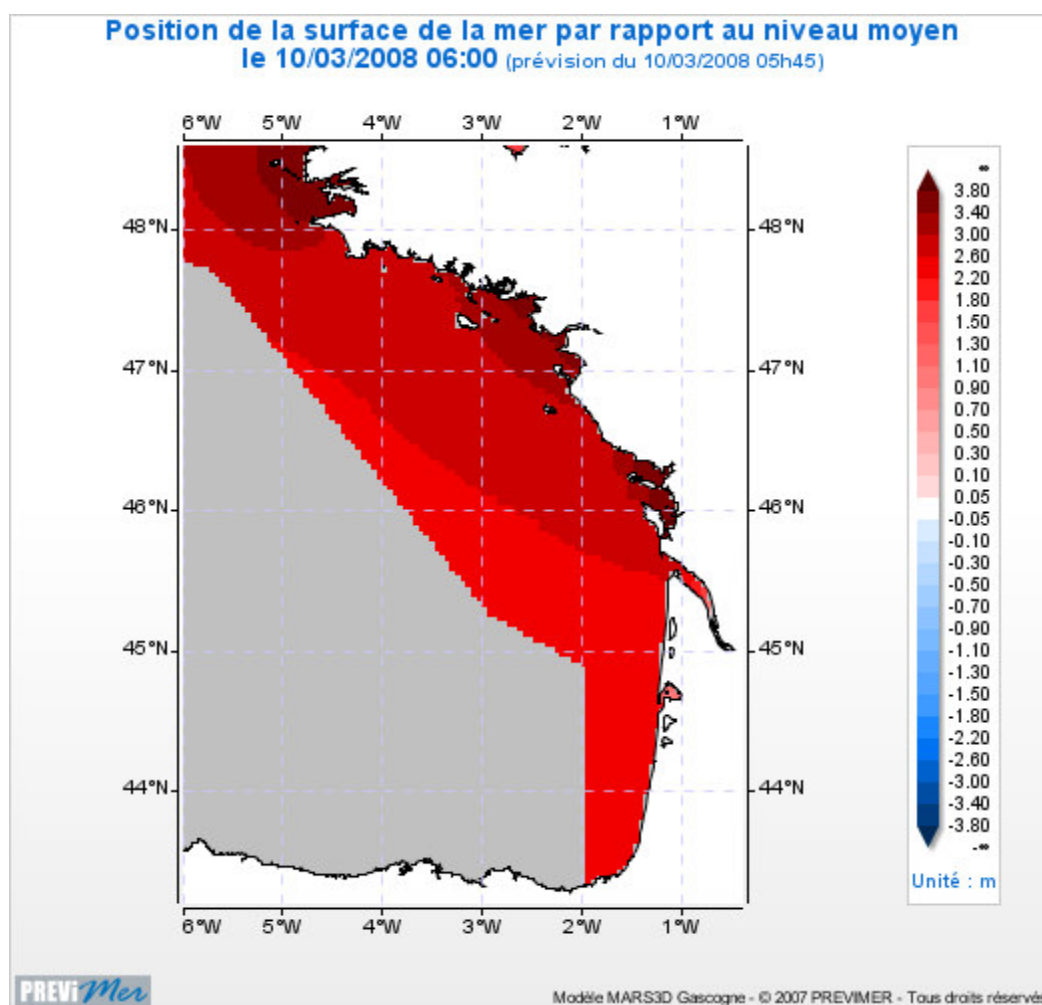 Position de la surface de la mer par rapport au niveau moyen
le 10/03/2008 06:00 (prévision du 10/03/2008 05h45)
6°W 5°W 4°W 3°W 2°W 1°W
48°N 48°N
47°N 47°N
46°N 46°N
45°N 45°N
44°N 44°N
6°W 5°W 4°W 3°W 2°W 1°W
∞
3.80
3.40
3.00
2.60
2.20
1.80
1.50
1.30
1.10
0.90
0.70
0.50
0.30
0.10
0.05
-0.05
-0.10
-0.30
-0.50
-0.70
-0.90
-1.10
-1.30
-1.50
-1.80
-2.20
-2.60
-3.00
-3.40
-3.80
-∞
Unité : m
PREViMer
Modèle MARS3D Gascogne - © 2007 PREVIMER - Tous droits réservés